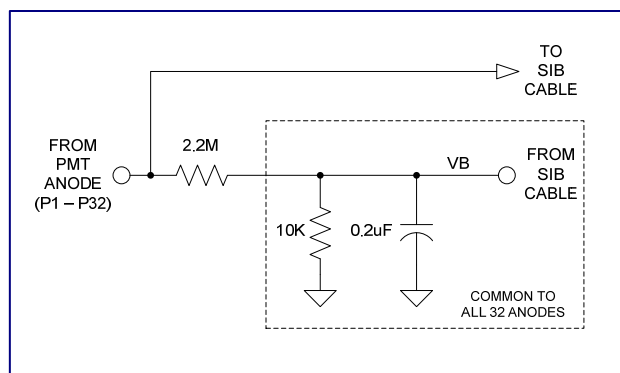 TO
SIB
CABLE
FROM
PMT
ANODE
(P1 – P32)
2.2M
VB
FROM
SIB
CABLE
10K
0.2uF
COMMON TO
ALL 32 ANODES